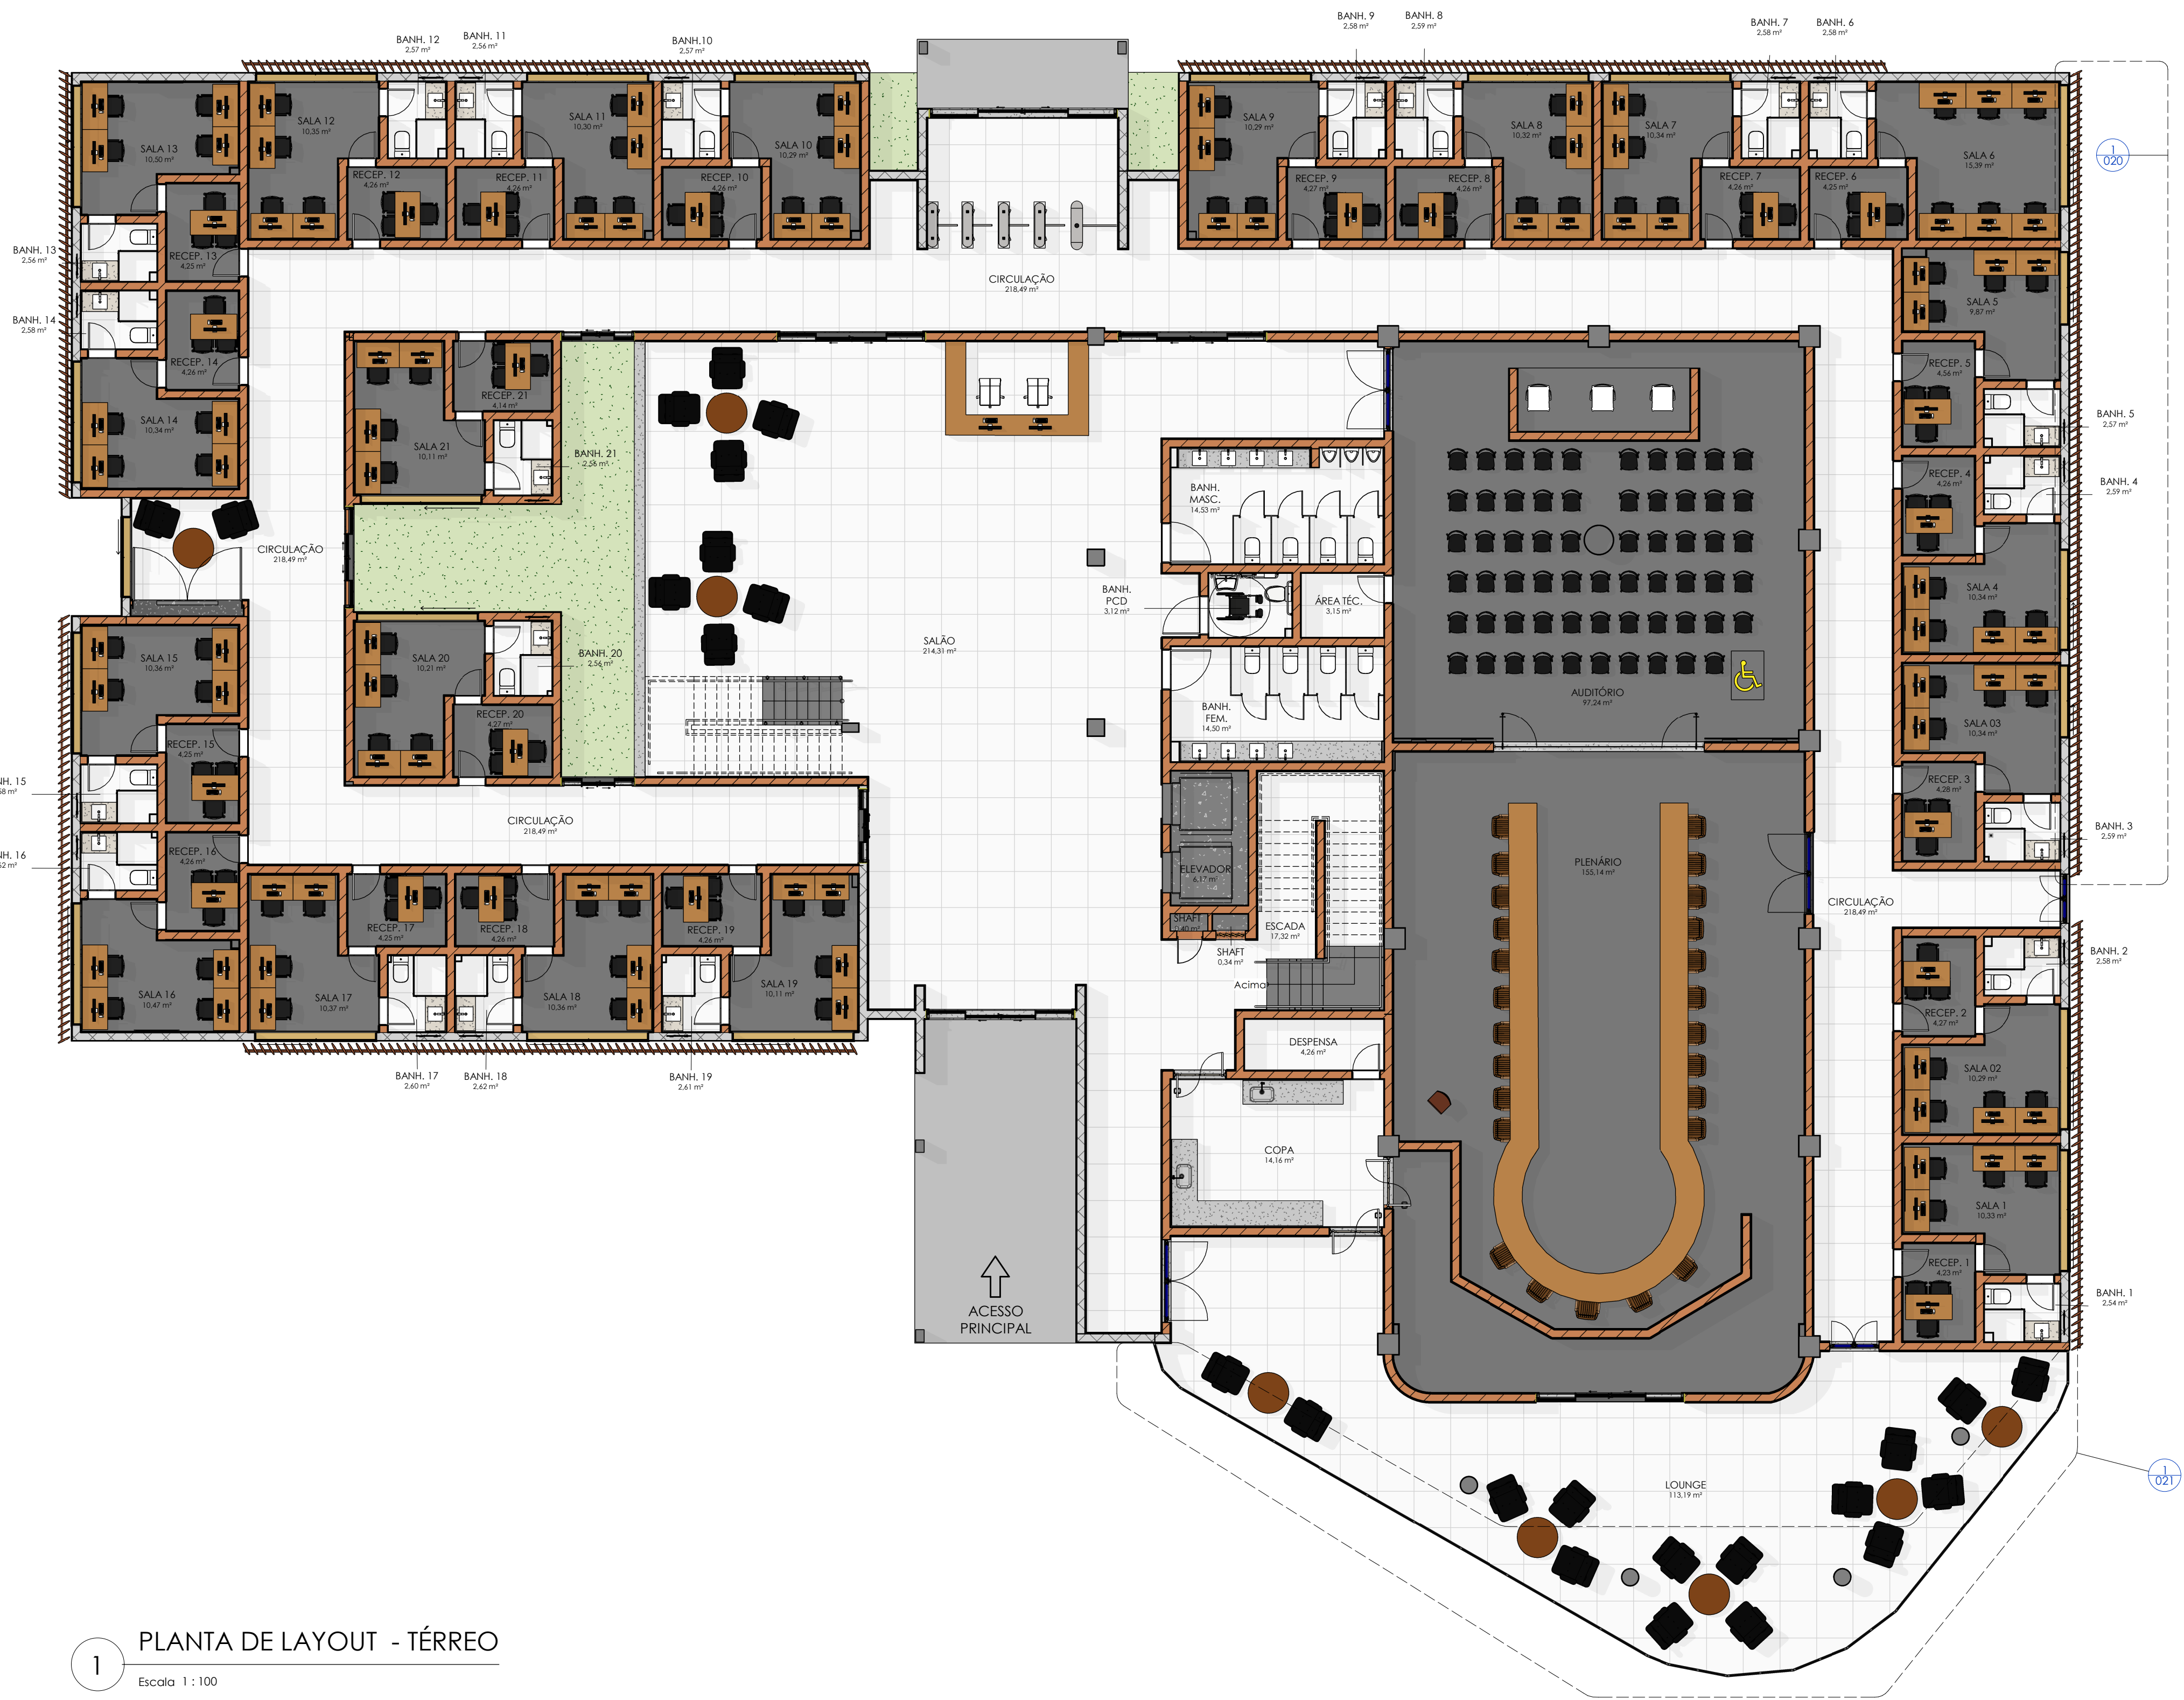 BANH. 9
2,58 m²
BANH. 8
2,59 m²
BANH. 7
2,58 m²
BANH. 6
2,58 m²
BANH. 12
2,57 m²
BANH. 11
2,56 m²
BANH.10
2,57 m²
SALA 13
10,50 m²
SALA 12
10,35 m²
SALA 11
10,30 m²
SALA 10
10,29 m²
SALA 9
10,29 m²
SALA 8
10,32 m²
SALA 7
10,34 m²
SALA 6
15,39 m²
1
020
RECEP. 12
4,26 m²
RECEP. 11
4,26 m²
RECEP. 10
4,26 m²
RECEP. 9
4,27 m²
RECEP. 8
4,26 m²
RECEP. 7
4,26 m²
RECEP. 6
4,25 m²
BANH. 13
2,56 m²
RECEP. 13
4,25 m²
CIRCULAÇÃO
218,49 m²
SALA 5
9,87 m²
BANH. 14
2,58 m²
RECEP. 14
4,26 m²
RECEP. 5
4,56 m²
RECEP. 21
4,14 m²
SALA 14
10,34 m²
SALA 21
10,11 m²
BANH. 21
2,56 m²
BANH. 5
2,57 m²
RECEP. 4
4,26 m²
BANH. 4
2,59 m²
BANH.
MASC.
14,53 m²
CIRCULAÇÃO
218,49 m²
BANH.
PCD
3,12 m²
ÁREA TÉC.
3,15 m²
SALA 4
10,34 m²
SALÃO
214,31 m²
SALA 15
10,36 m²
SALA 20
10,21 m²
BANH. 20
2,56 m²
AUDITÓRIO
97,24 m²
BANH.
FEM.
14,50 m²
RECEP. 20
4,27 m²
SALA 03
10,34 m²
RECEP. 15
4,25 m²
RECEP. 3
4,28 m²
NH. 15
58 m²
CIRCULAÇÃO
218,49 m²
BANH. 3
2,59 m²
NH. 16
52 m²
RECEP. 16
4,26 m²
PLENÁRIO
155,14 m²
ELEVADOR
6,17 m²
CIRCULAÇÃO
218,49 m²
RECEP. 17
4,25 m²
RECEP. 18
4,26 m²
RECEP. 19
4,26 m²
SHAFT
0,40 m²
ESCADA
17,32 m²
SHAFT
0,34 m²
BANH. 2
2,58 m²
Acima
SALA 16
10,47 m²
SALA 17
10,37 m²
SALA 18
10,36 m²
SALA 19
10,11 m²
RECEP. 2
4,27 m²
DESPENSA
4,26 m²
BANH. 17
2,60 m²
BANH. 18
2,62 m²
BANH. 19
2,61 m²
SALA 02
10,29 m²
COPA
14,16 m²
SALA 1
10,33 m²
RECEP. 1
4,23 m²
BANH. 1
2,54 m²
ACESSO
PRINCIPAL
LOUNGE
113,19 m²
1
021
1
PLANTA DE LAYOUT - TÉRREO
Escala 1 : 100